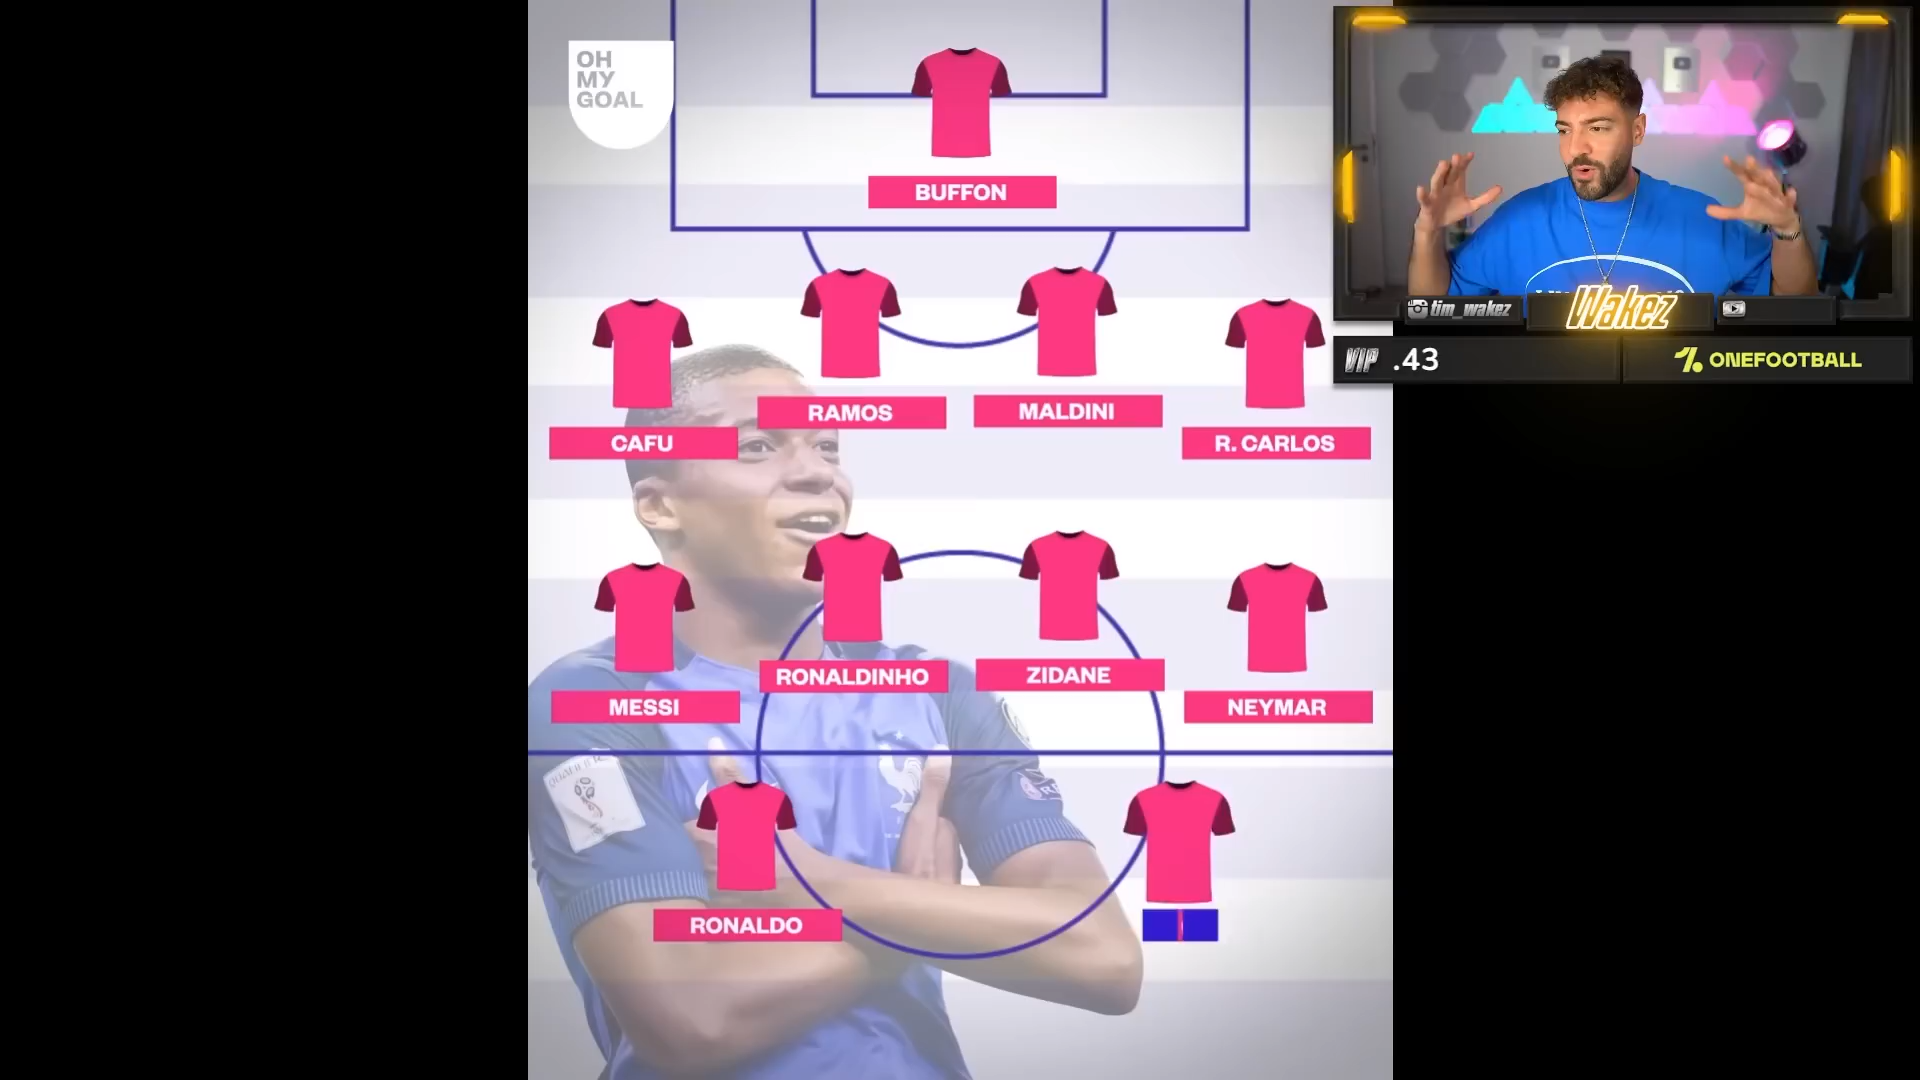 OH
MY
GOAL
BUFFON
RAMOS
MALDINI
CAFU
R. CARLOS
RONALDINHO
ZIDANE
MESSI
NEYMAR
RONALDO
tim_wakez
Wakez
VIP .43
ONEFOOTBALL